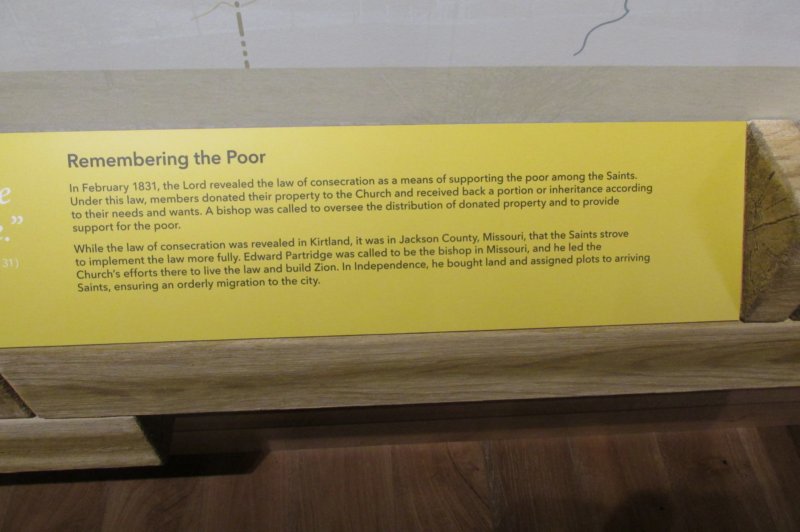 e
."
31)
Remembering the Poor
In February 1831, the Lord revealed the law of consecration as a means of supporting the poor among the Saints.
Under this law, members donated their property to the Church and received back a portion or inheritance according
to their needs and wants. A bishop was called to oversee the distribution of donated property and to provide
support for the poor.
While the law of consecration was revealed in Kirtland, it was in Jackson County, Missouri, that the Saints strove
to implement the law more fully. Edward Partridge was called to be the bishop in Missouri, and he led the
Church's efforts there to live the law and build Zion. In Independence, he bought land and assigned plots to arriving
Saints, ensuring an orderly migration to the city.